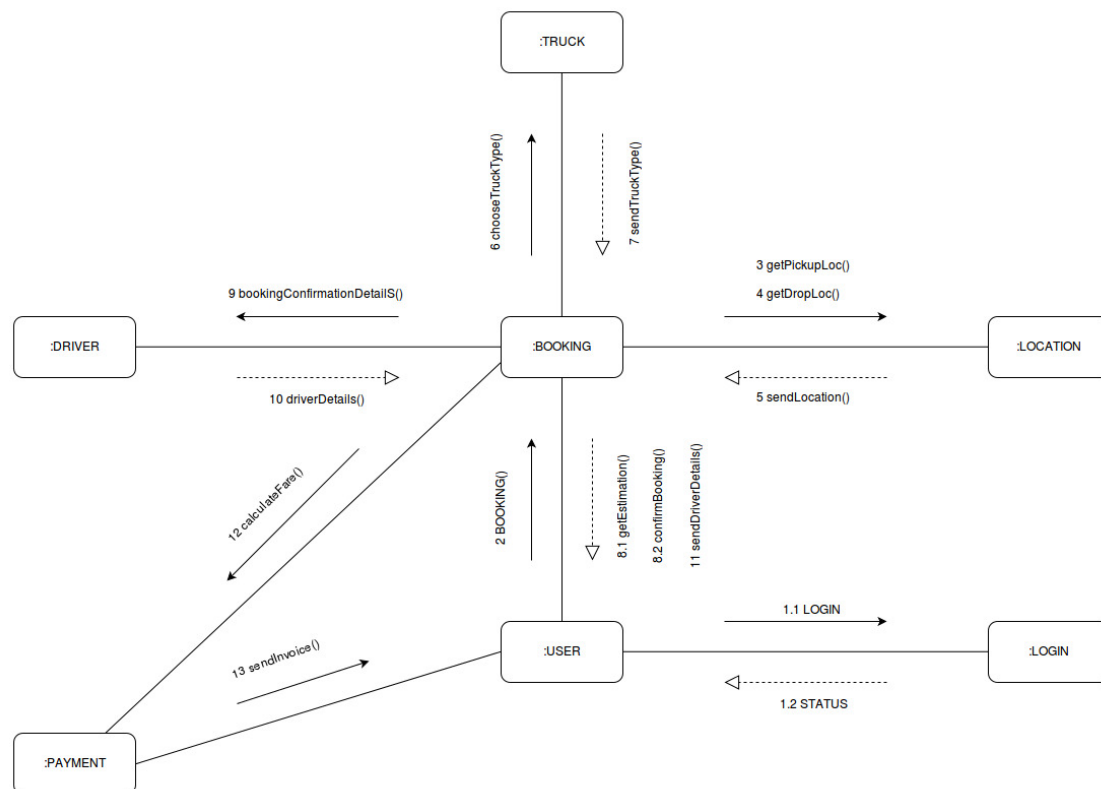 :TRUCK
6 chooseTruckType()
7 sendTruckType()
3 getPickupLoc()
4 getDropLoc()
9 bookingConfirmationDetailS()
:DRIVER
:BOOKING
:LOCATION
10 driverDetails()
5 sendLocation()
12 calculateFare()
2 BOOKING()
8.1 getEstimation()
8.2 confirmBooking()
11 sendDriverDetails()
1.1 LOGIN
13 sendInvoice()
:USER
:LOGIN
1.2 STATUS
:PAYMENT